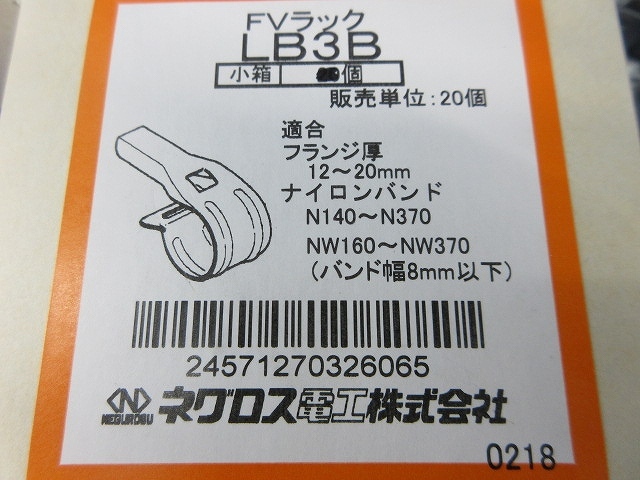 FVラック
LB3B
小箱 個
販売単位:20個
適合
フランジ厚
12～20mm
ナイロンバンド
N140～N370
NW160～NW370
(バンド幅8mm以下)
24571270326065
N
NEGUROSU
ネグロス電工株式会社
0218